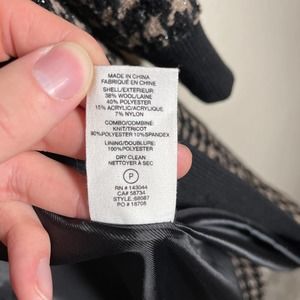 MADE IN CHINA
FABRIQUÉ EN CHINE
SHELL/EXTERIEUR:
38% WOOL/LAINE
40% POLYESTER
15% ACRYLIC/ACRYLIQUE
7% NYLON
COMBO/COMBINE:
KNIT/TRICOT
90%POLYESTER 10%SPANDEX
LINING/DOUBLURE:
100%POLYESTER
DRY CLEAN
NETTOYER À SEC
P
RN # 143044
CA# 58734
STYLE :68087
PO # 18708